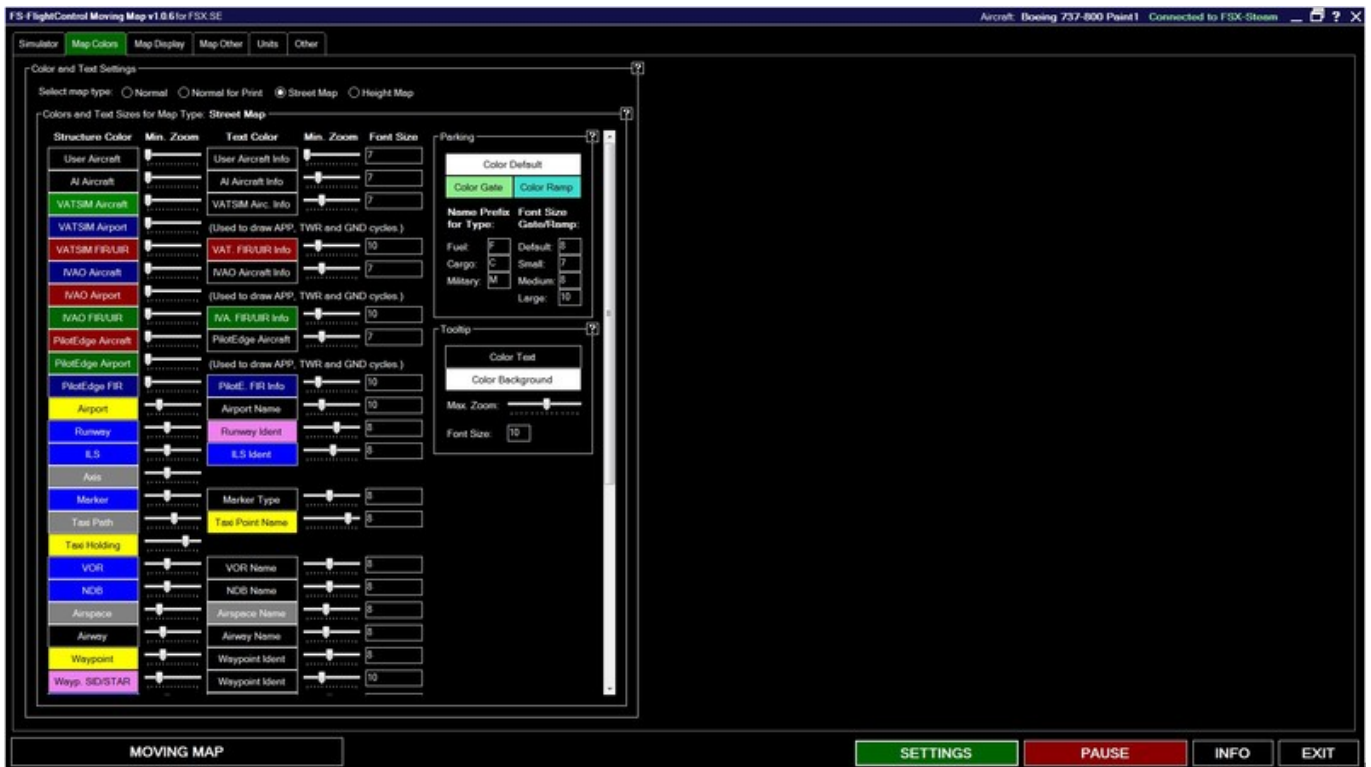 FS-FlightControl Moving Map v1.0.6 for FSX:SE
Aircraft: Boeing 737-800 Paint1 Connected to FSX-Steam _ ? X
Simulator Map Colors Map Display Map Other Units Other
Color and Text Settings ?
Select map type: Normal Normal for Print Street Map Height Map
Colors and Text Sizes for Map Type: Street Map ?
Structure Color Min. Zoom Text Color Min. Zoom Font Size
User Aircraft User Aircraft Info 7
AI Aircraft AI Aircraft Info 7
VATSIM Aircraft VATSIM Airc. Info 7
VATSIM Airport (Used to draw APP, TWR and GND cycles.)
VATSIM FIR/UIR VAT. FIR/UIR Info 10
IVAO Aircraft IVAO Aircraft Info 7
IVAO Airport (Used to draw APP, TWR and GND cycles.)
IVAO FIR/UIR IVA. FIR/UIR Info 10
PilotEdge Aircraft PilotEdge Aircraft 7
PilotEdge Airport (Used to draw APP, TWR and GND cycles.)
PilotEdge FIR PilotE. FIR Info 10
Airport Airport Name 10
Runway Runway Ident 8
ILS ILS Ident 8
Axis
Marker Marker Type 8
Taxi Path Taxi Point Name 8
Taxi Holding
VOR VOR Name 8
NDB NDB Name 8
Airspace Airspace Name 8
Airway Airway Name 8
Waypoint Waypoint Ident 8
Wayp. SID/STAR Waypoint Ident 10
Parking ?
Color Default
Color Gate Color Ramp
Name Prefix Font Size
for Type: Gate/Ramp:
Fuel: F Default: 8
Cargo: C Small: 7
Military: M Medium: 8
Large: 10
Tooltip ?
Color Text
Color Background
Max. Zoom:
Font Size: 10
MOVING MAP SETTINGS PAUSE INFO EXIT